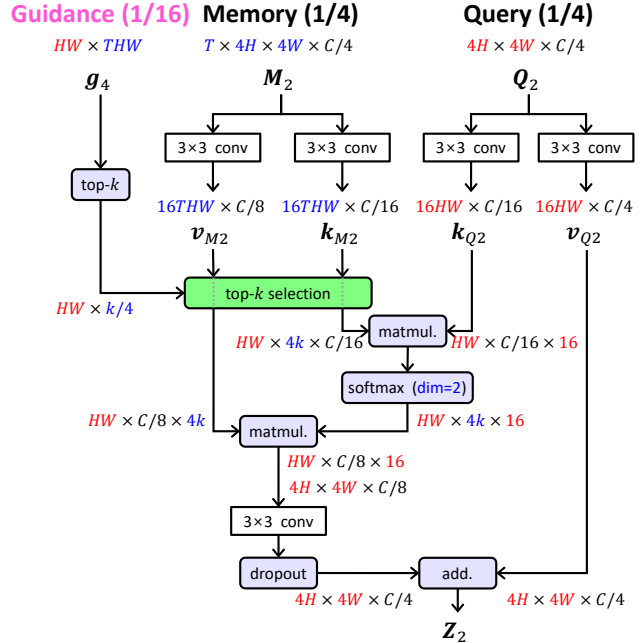 Guidance (1/16) Memory (1/4) Query (1/4)
HW × THW T × 4H × 4W × C/4 4H × 4W × C/4
g₄ M₂ Q₂
3×3 conv 3×3 conv 3×3 conv 3×3 conv
top-k
16THW × C/8 16THW × C/16 16HW × C/16 16HW × C/4
v_M2 k_M2 k_Q2 v_Q2
top-k selection
HW × k/4
matmul.
HW × 4k × C/16 HW × C/16 × 16
softmax (dim=2)
HW × C/8 × 4k HW × 4k × 16
matmul.
HW × C/8 × 16
4H × 4W × C/8
3×3 conv
dropout add.
4H × 4W × C/4 4H × 4W × C/4
Z₂